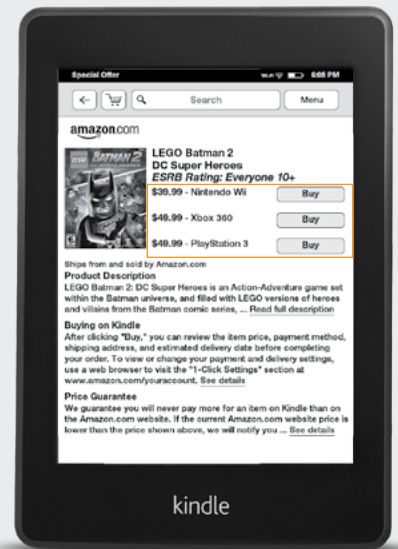 Special Offer Wi-Fi 6:05 PM
← Search Menu
amazon.com
LEGO BATMAN 2
LEGO Batman 2
DC Super Heroes
ESRB Rating: Everyone 10+
$39.99 - Nintendo Wii Buy
$49.99 - Xbox 360 Buy
$49.99 - PlayStation 3 Buy
Ships from and sold by Amazon.com
Product Description
LEGO Batman 2: DC Super Heroes is an Action-Adventure game set
within the Batman universe, and filled with LEGO versions of heroes
and villains from the Batman comic series, ... Read full description
Buying on Kindle
After clicking "Buy," you can review the item price, payment method,
shipping address, and estimated delivery date before completing
your order. To view or change your payment and delivery settings,
use a web browser to visit the "1-Click Settings" section at
www.amazon.com/youraccount. See details
Price Guarantee
We guarantee you will never pay more for an item on Kindle than on
the Amazon.com website. If the current Amazon.com website price is
lower than the price shown above, we will notify you ... See details
kindle